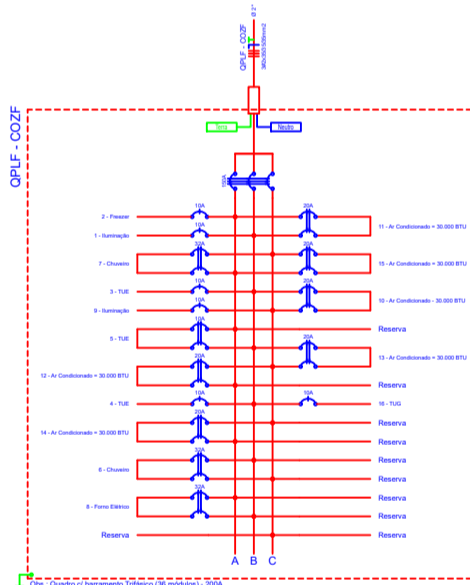 Ø 2"
QPLF - COZF
QPLF - COZF
Terra
Neutro
150A
10A
20A
2 - Freezer
11 - Ar Condicionado = 30.000 BTU
10A
1 - Iluminação
32A
20A
7 - Chuveiro
15 - Ar Condicionado = 30.000 BTU
10A
20A
3 - TUE
10 - Ar Condicionado - 30.000 BTU
10A
9 - Iluminação
10A
Reserva
5 - TUE
20A
13 - Ar Condicionado = 30.000 BTU
20A
12 - Ar Condicionado = 30.000 BTU
Reserva
10A
10A
4 - TUE
16 - TUG
20A
Reserva
14 - Ar Condicionado = 30.000 BTU
Reserva
32A
Reserva
6 - Chuveiro
Reserva
32A
Reserva
8 - Forno Elétrico
Reserva
Reserva
Reserva
A B C
Obs.: Quadro c/ barramento Trifásico (36 módulos) - 200A